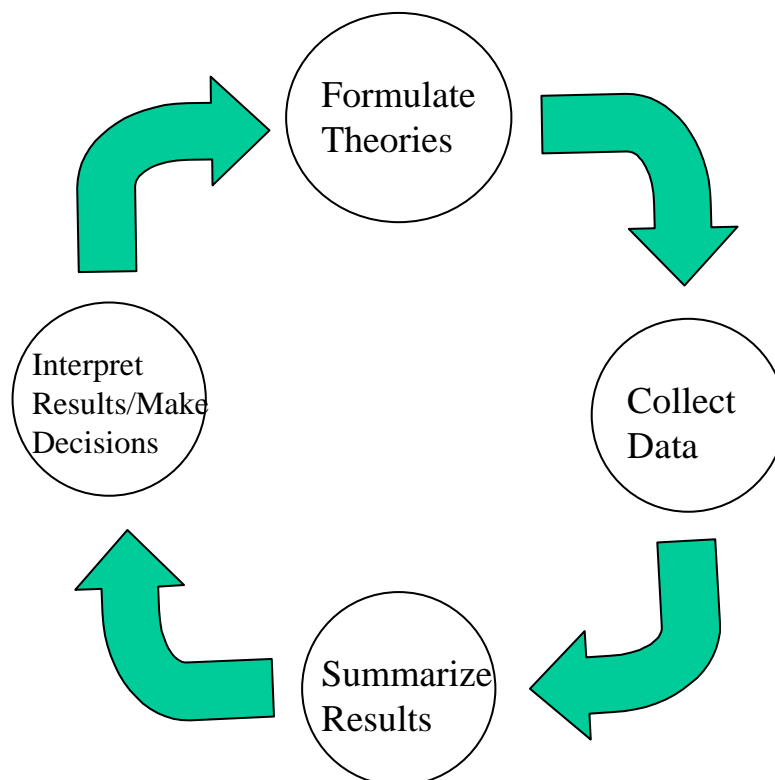 Formulate
Theories
Collect
Data
Summarize
Results
Interpret
Results/Make
Decisions